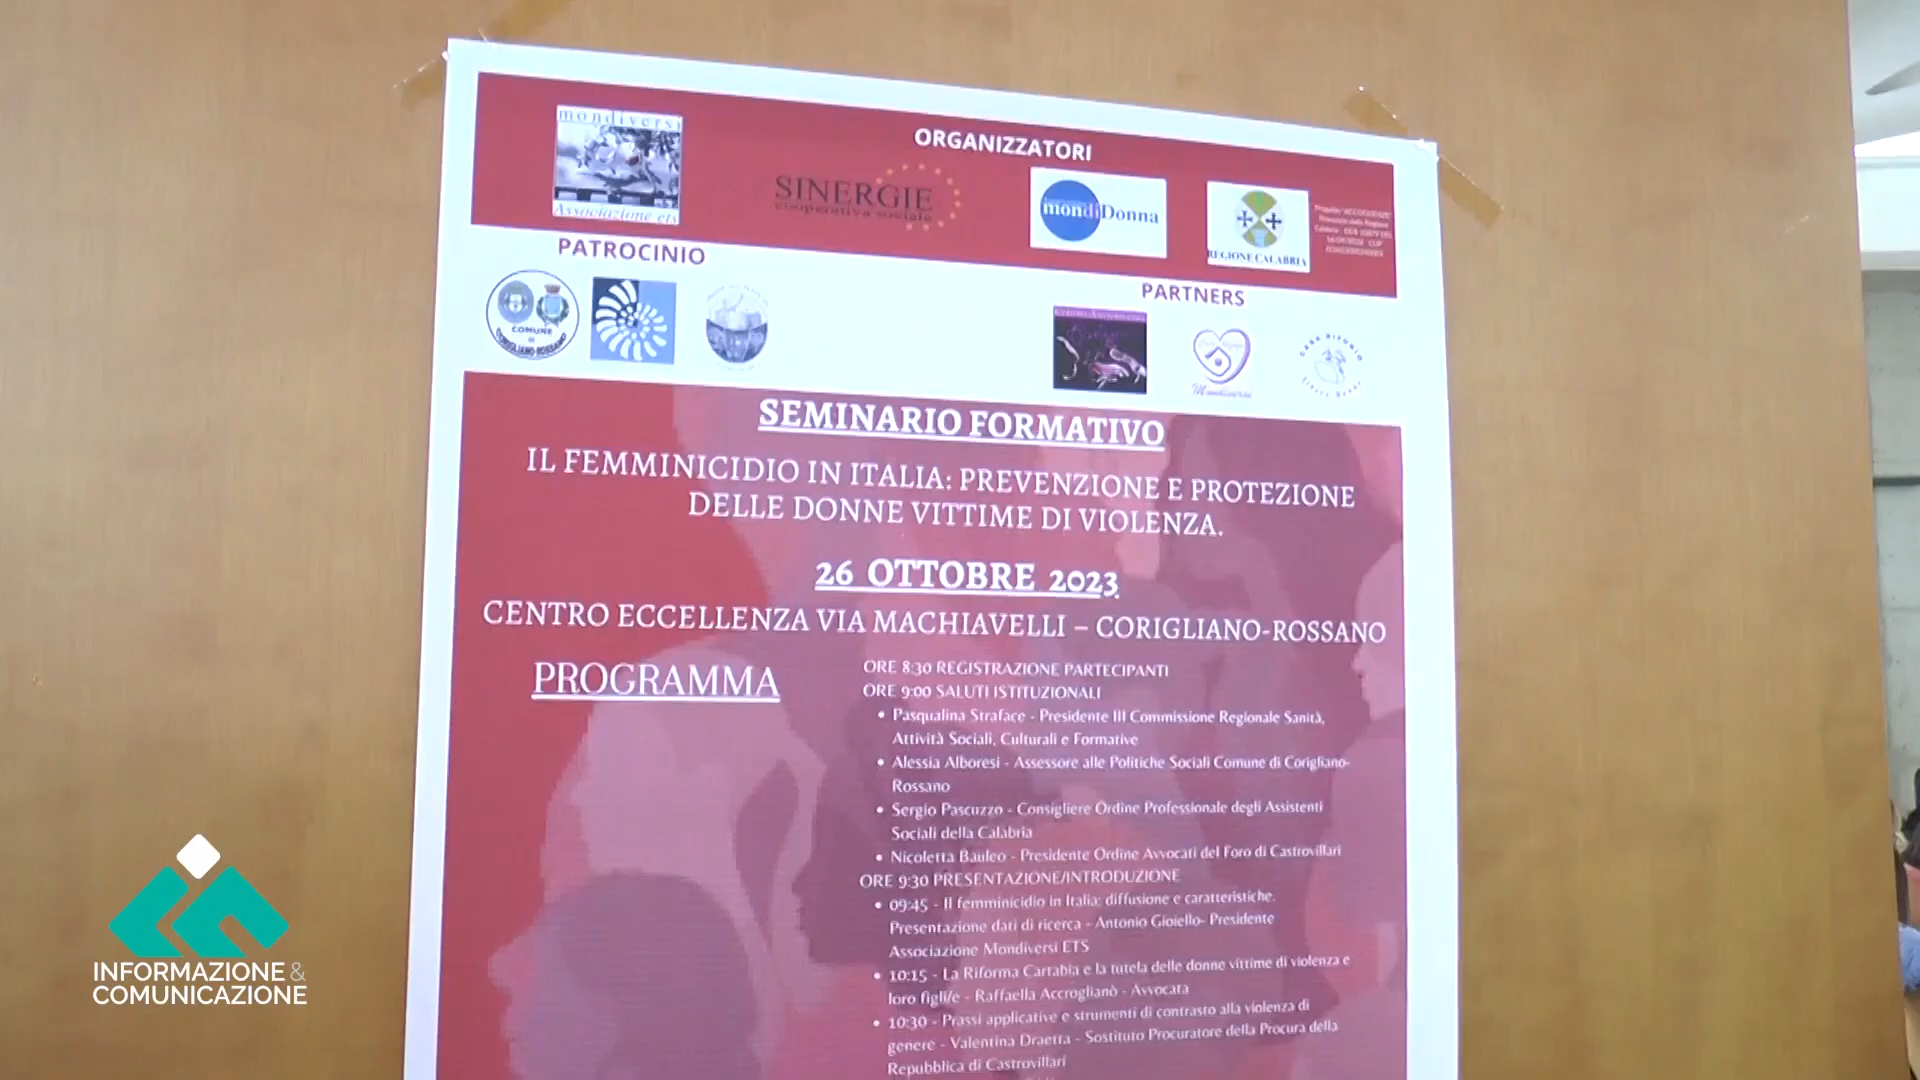 ORGANIZZATORI
mondiversi
Associazione ets
SINERGIE
cooperativa sociale
mondiDonna
REGIONE CALABRIA
PATROCINIO
PARTNERS
COMUNE
CORIGLIANO-ROSSANO
Mondiversi
SEMINARIO FORMATIVO
IL FEMMINICIDIO IN ITALIA: PREVENZIONE E PROTEZIONE
DELLE DONNE VITTIME DI VIOLENZA.
26 OTTOBRE 2023
CENTRO ECCELLENZA VIA MACHIAVELLI – CORIGLIANO-ROSSANO
PROGRAMMA
ORE 8:30 REGISTRAZIONE PARTECIPANTI
ORE 9:00 SALUTI ISTITUZIONALI
• Pasqualina Straface - Presidente III Commissione Regionale Sanità,
Attività Sociali, Culturali e Formative
• Alessia Alboresi - Assessore alle Politiche Sociali Comune di Corigliano-
Rossano
• Sergio Pascuzzo - Consigliere Ordine Professionale degli Assistenti
Sociali della Calabria
• Nicoletta Bauleo - Presidente Ordine Avvocati del Foro di Castrovillari
ORE 9:30 PRESENTAZIONE/INTRODUZIONE
• 09:45 - Il femminicidio in Italia: diffusione e caratteristiche.
Presentazione dati di ricerca - Antonio Gioiello- Presidente
Associazione Mondiversi ETS
• 10:15 - La Riforma Cartabia e la tutela delle donne vittime di violenza e
loro figli/e - Raffaella Accroglianò - Avvocata
• 10:30 - Prassi applicative e strumenti di contrasto alla violenza di
genere - Valentina Draetta - Sostituto Procuratore della Procura della
Repubblica di Castrovillari
INFORMAZIONE &
COMUNICAZIONE